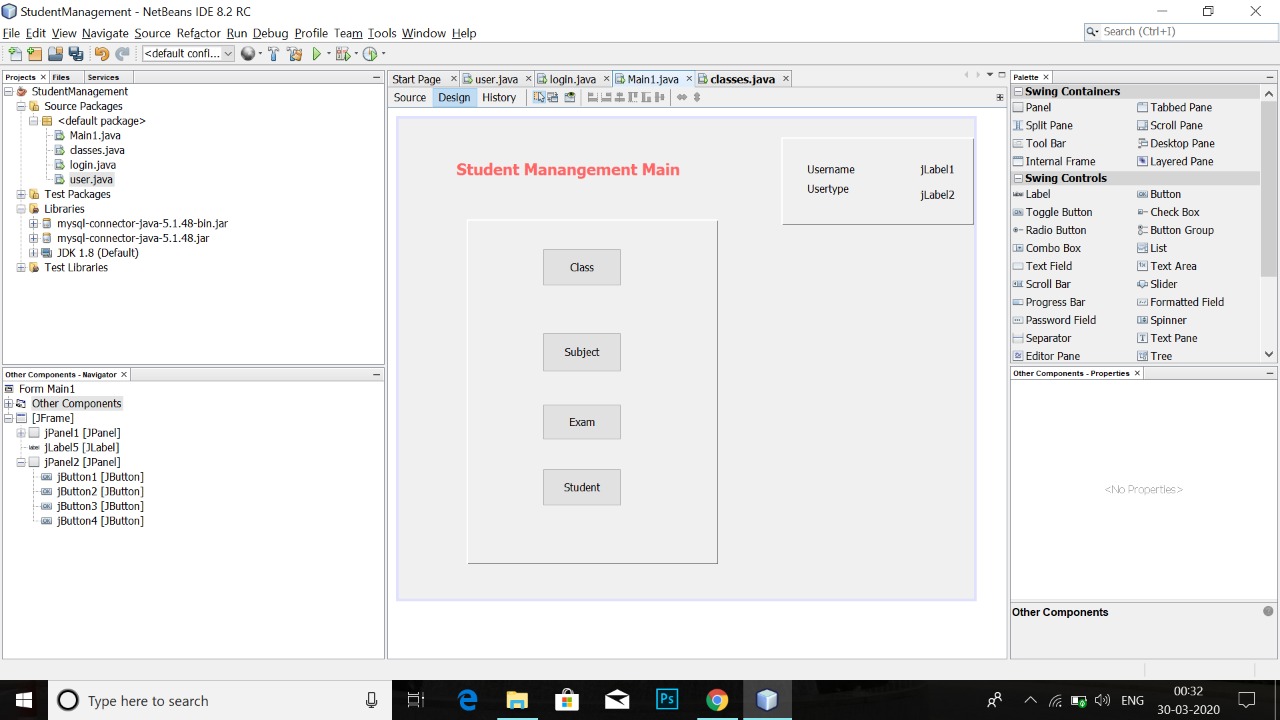 StudentManagement - NetBeans IDE 8.2 RC
File Edit View Navigate Source Refactor Run Debug Profile Team Tools Window Help
Search (Ctrl+I)
<default confi...
Projects Files Services
StudentManagement
Source Packages
<default package>
Main1.java
classes.java
login.java
user.java
Test Packages
Libraries
mysql-connector-java-5.1.48-bin.jar
mysql-connector-java-5.1.48.jar
JDK 1.8 (Default)
Test Libraries
Other Components - Navigator
Form Main1
Other Components
[JFrame]
jPanel1 [JPanel]
jLabel5 [JLabel]
jPanel2 [JPanel]
jButton1 [JButton]
jButton2 [JButton]
jButton3 [JButton]
jButton4 [JButton]
Start Page user.java login.java Main1.java classes.java
Source Design History
Student Manangement Main
Username jLabel1
Usertype jLabel2
Class
Subject
Exam
Student
Palette
Swing Containers
Panel Tabbed Pane
Split Pane Scroll Pane
Tool Bar Desktop Pane
Internal Frame Layered Pane
Swing Controls
Label Button
Toggle Button Check Box
Radio Button Button Group
Combo Box List
Text Field Text Area
Scroll Bar Slider
Progress Bar Formatted Field
Password Field Spinner
Separator Text Pane
Editor Pane Tree
Other Components - Properties
<No Properties>
Other Components
Type here to search
Ps
ENG
00:32
30-03-2020